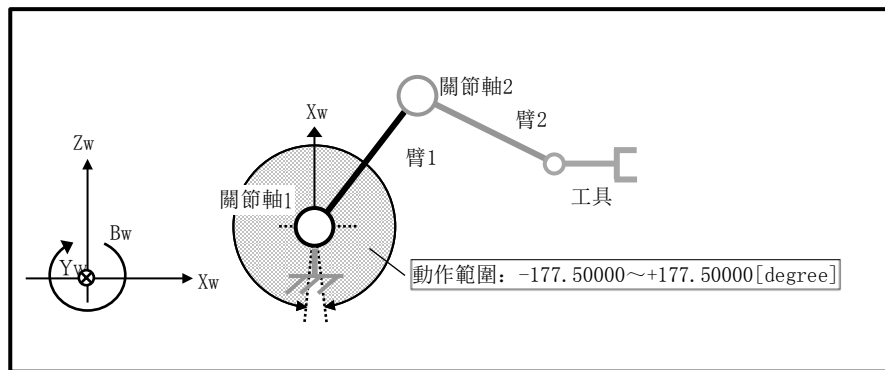 關節軸2
Xw
臂2
Zw
臂1
關節軸1
工具
Bw
Yw
Xw
動作範圍：-177.50000～+177.50000[degree]